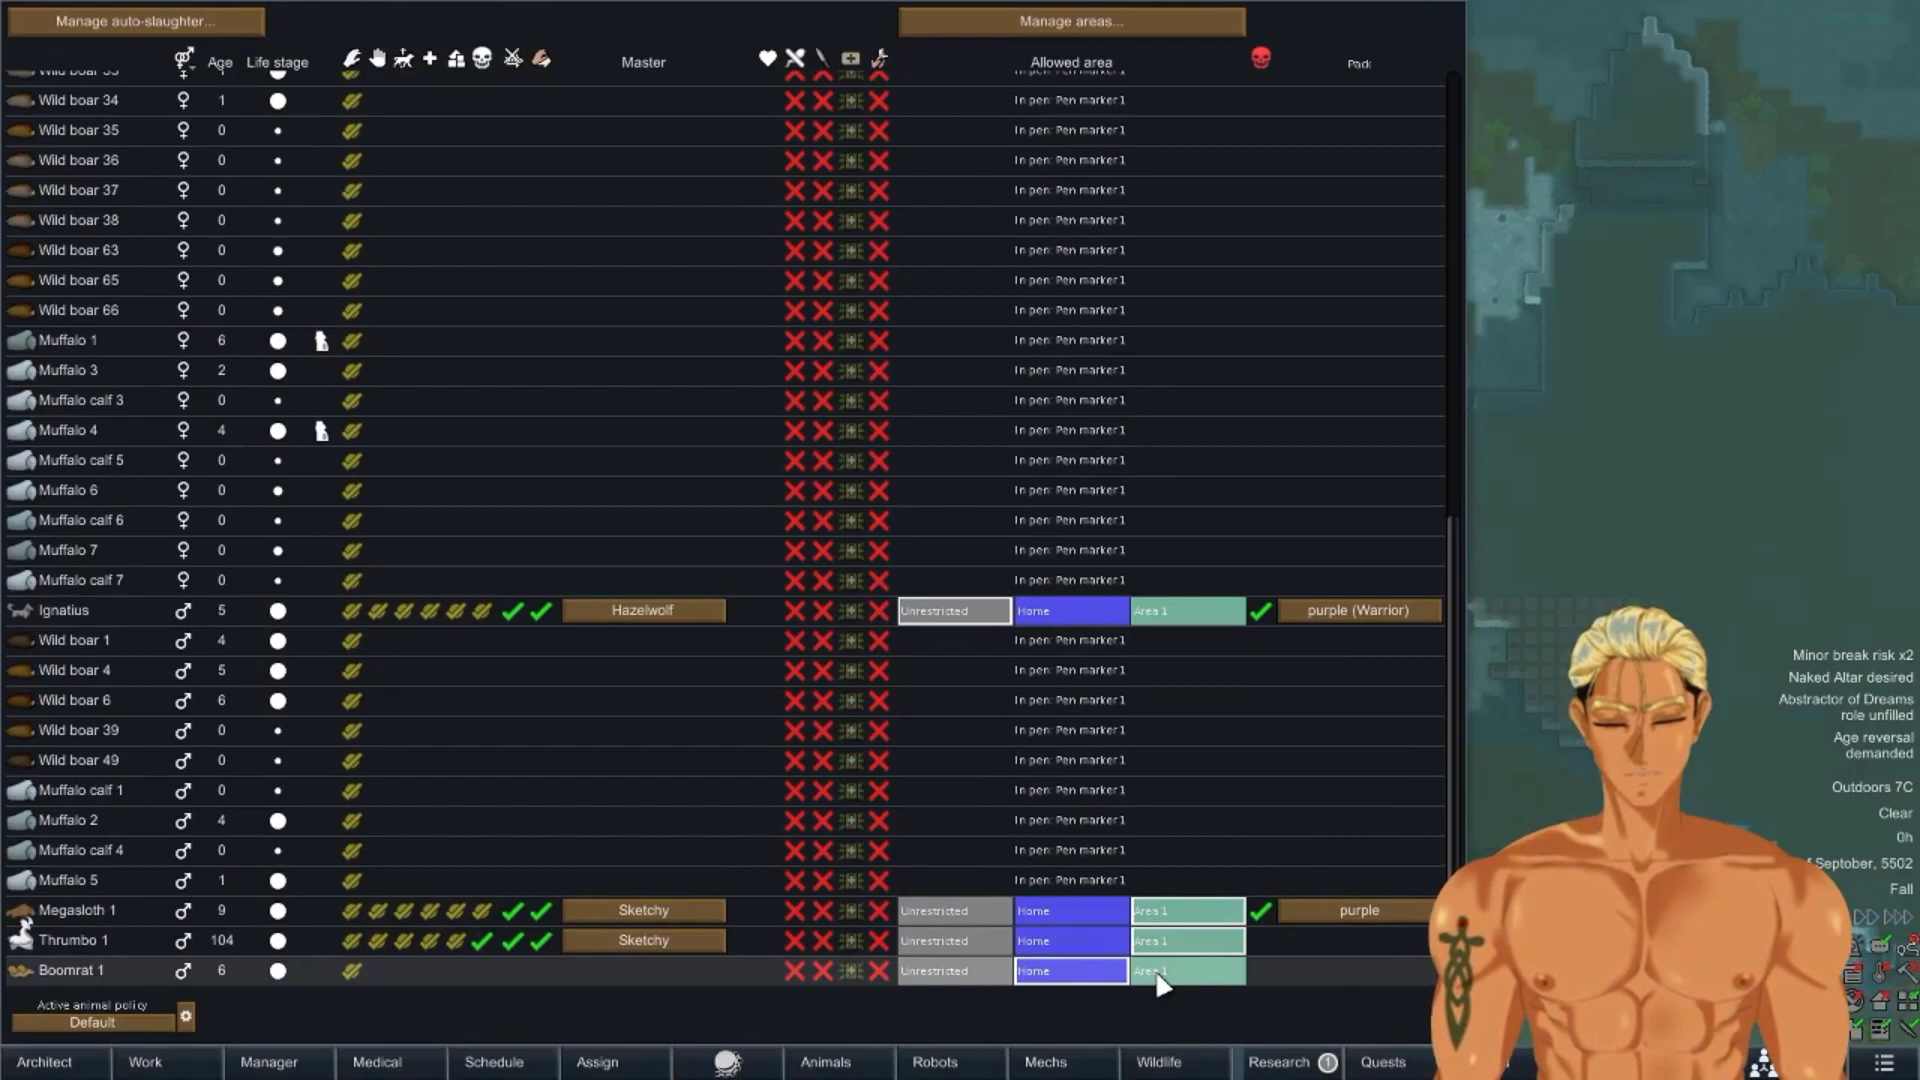 Manage auto-slaughter...
Manage areas...
Age Life stage Master Allowed area
Wild boar 34 1 In pen: Pen marker 1
Wild boar 35 0 In pen: Pen marker 1
Wild boar 36 0 In pen: Pen marker 1
Wild boar 37 0 In pen: Pen marker 1
Wild boar 38 0 In pen: Pen marker 1
Wild boar 63 0 In pen: Pen marker 1
Wild boar 65 0 In pen: Pen marker 1
Wild boar 66 0 In pen: Pen marker 1
Muffalo 1 6 In pen: Pen marker 1
Muffalo 3 2 In pen: Pen marker 1
Muffalo calf 3 0 In pen: Pen marker 1
Muffalo 4 4 In pen: Pen marker 1
Muffalo calf 5 0 In pen: Pen marker 1
Muffalo 6 0 In pen: Pen marker 1
Muffalo calf 6 0 In pen: Pen marker 1
Muffalo 7 0 In pen: Pen marker 1
Muffalo calf 7 0 In pen: Pen marker 1
Ignatius 5 Hazelwolf Unrestricted Home Area 1 purple (Warrior)
Wild boar 1 4 In pen: Pen marker 1
Wild boar 4 5 In pen: Pen marker 1
Wild boar 6 6 In pen: Pen marker 1
Wild boar 39 0 In pen: Pen marker 1
Wild boar 49 0 In pen: Pen marker 1
Muffalo calf 1 0 In pen: Pen marker 1
Muffalo 2 4 In pen: Pen marker 1
Muffalo calf 4 0 In pen: Pen marker 1
Muffalo 5 1 In pen: Pen marker 1
Megasloth 1 9 Sketchy Unrestricted Home Area 1 purple
Thrumbo 1 104 Sketchy Unrestricted Home Area 1
Boomrat 1 6 Unrestricted Home Area 1
Active animal policy
Default
Minor break risk x2
Naked Altar desired
Abstractor of Dreams
role unfilled
Age reversal
demanded
Outdoors 7C
Clear
0h
September, 5502
Fall
Architect Work Manager Medical Schedule Assign Animals Robots Mechs Wildlife Research 1 Quests